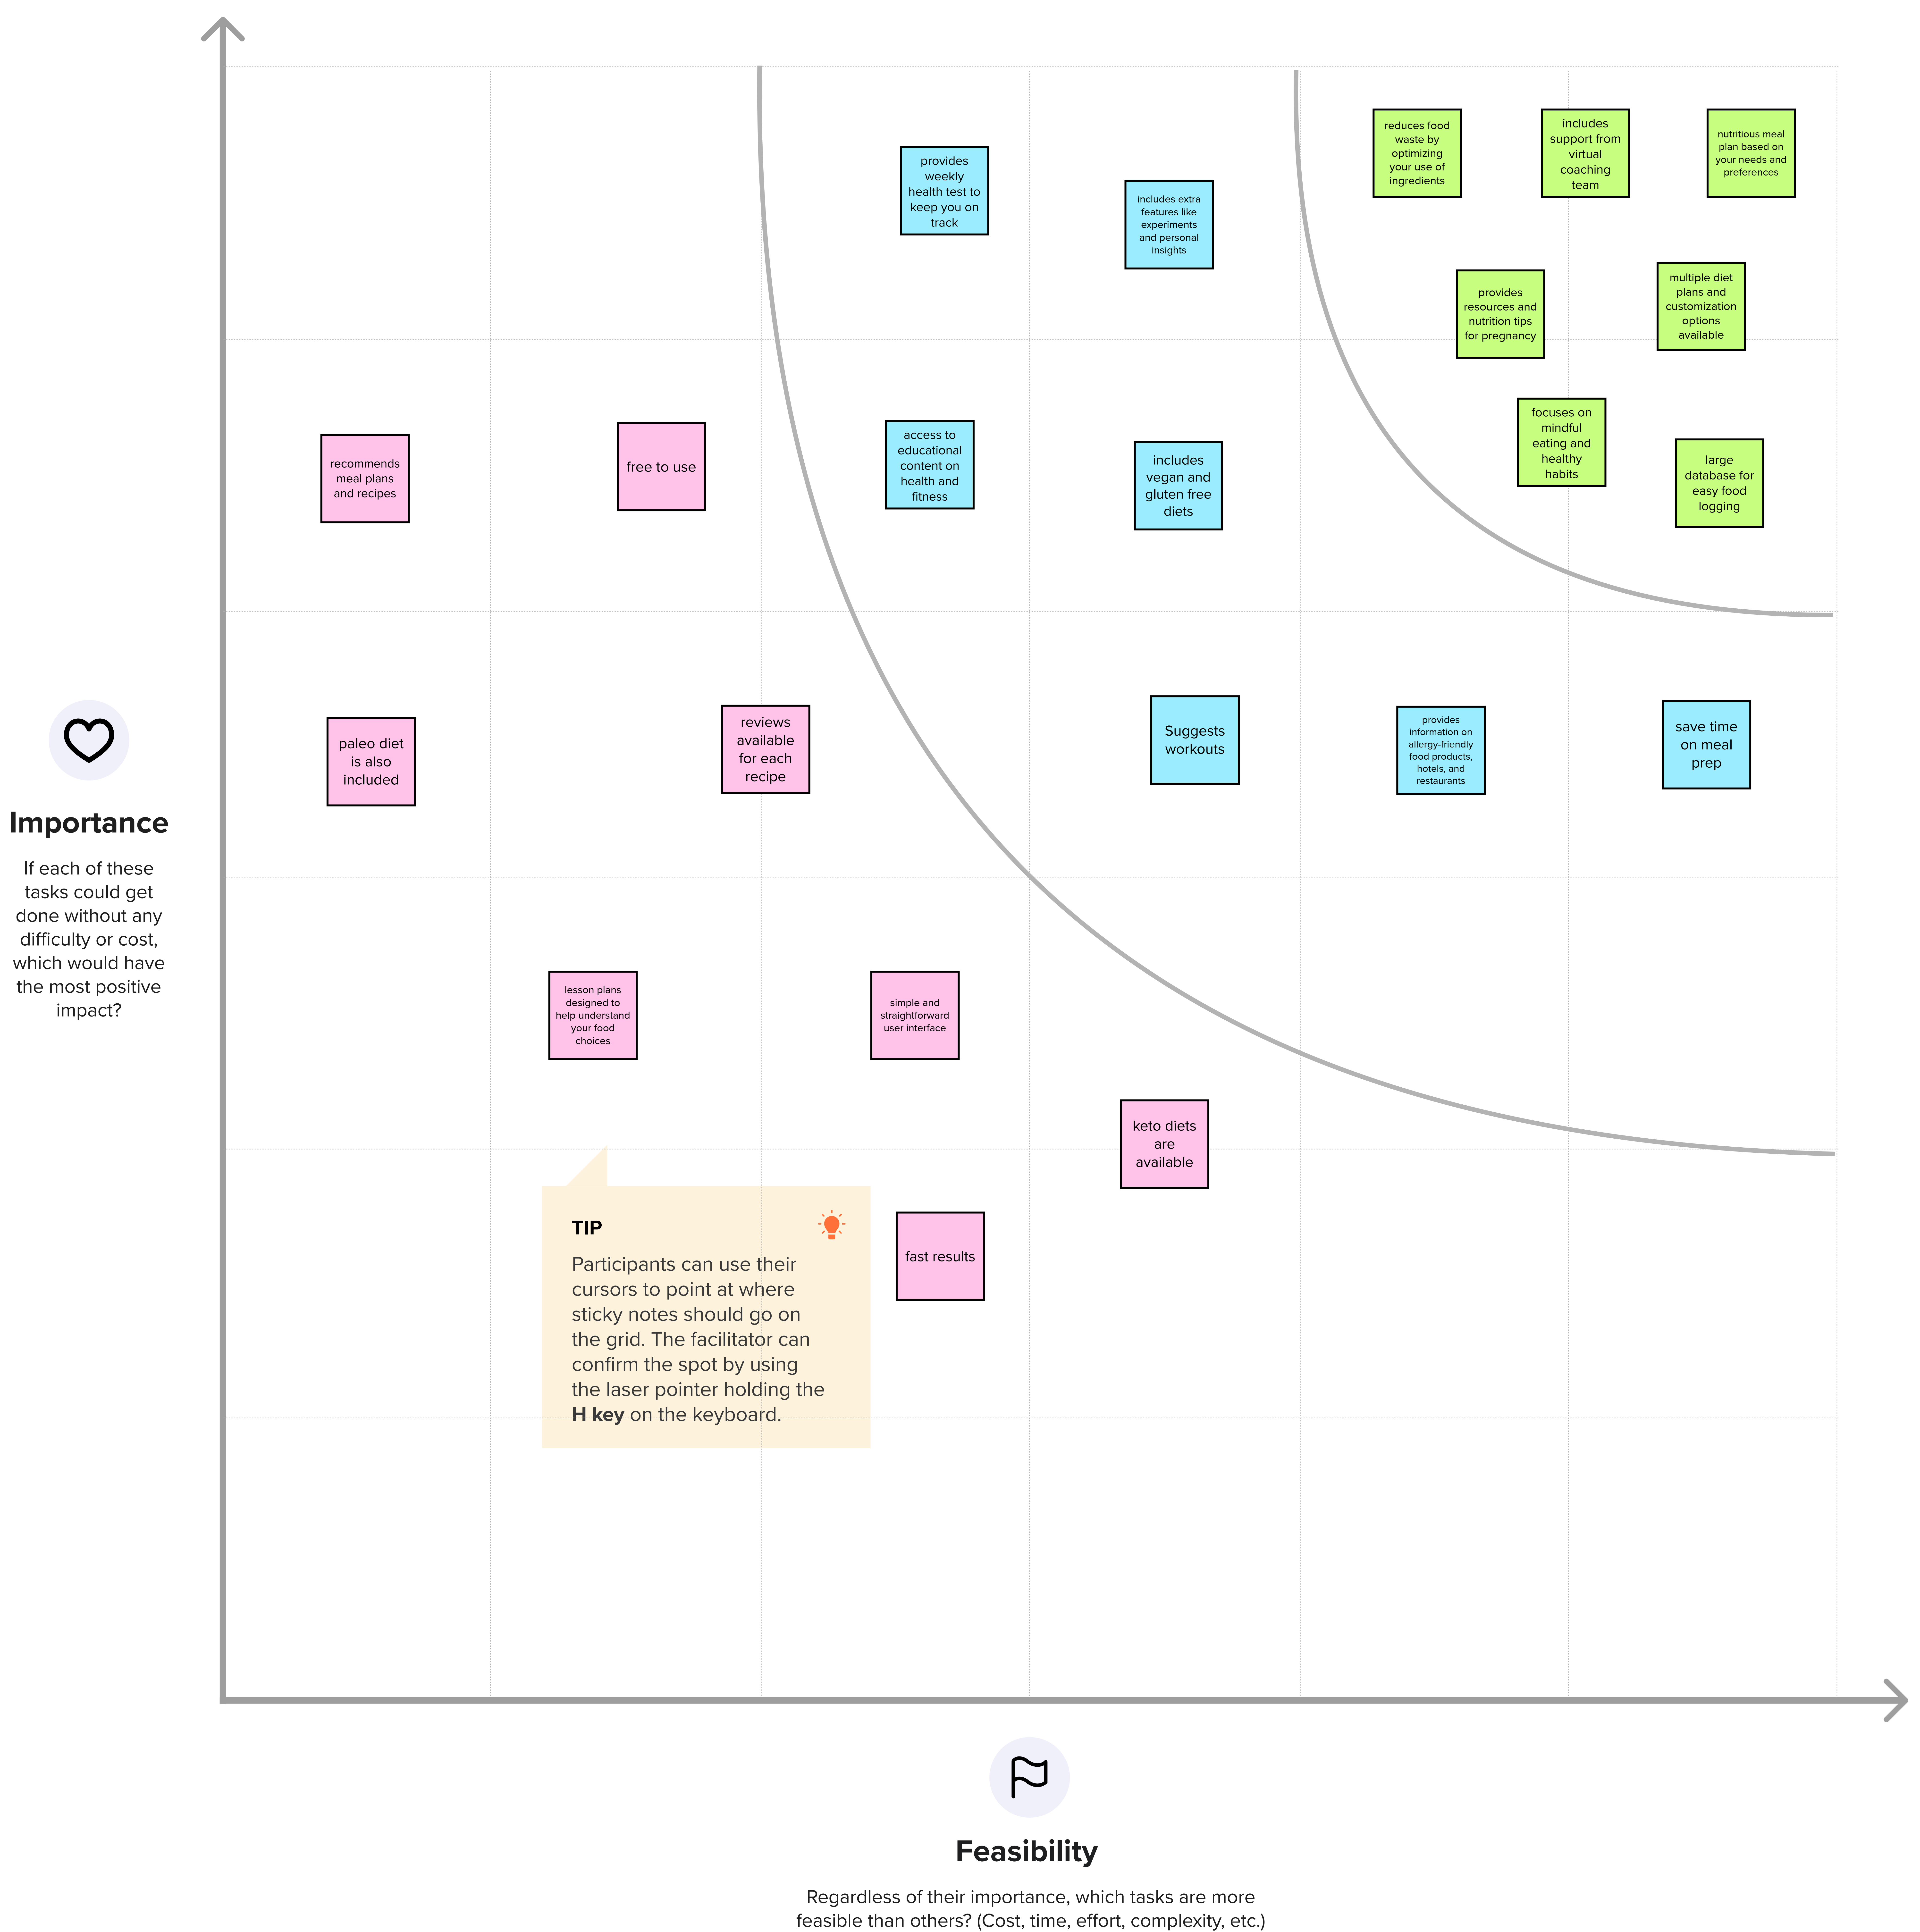 reduces food
waste by
optimizing
your use of
ingredients
includes
support from
virtual
coaching
team
nutritious meal
plan based on
your needs and
preferences
provides
weekly
health test to
keep you on
track
includes extra
features like
experiments
and personal
insights
provides
resources and
nutrition tips
for pregnancy
multiple diet
plans and
customization
options
available
recommends
meal plans
and recipes
free to use
access to
educational
content on
health and
fitness
includes
vegan and
gluten free
diets
focuses on
mindful
eating and
healthy
habits
large
database for
easy food
logging
paleo diet
is also
included
reviews
available
for each
recipe
Suggests
workouts
provides
information on
allergy-friendly
food products,
hotels, and
restaurants
save time
on meal
prep
Importance
If each of these
tasks could get
done without any
difficulty or cost,
which would have
the most positive
impact?
lesson plans
designed to
help understand
your food
choices
simple and
straightforward
user interface
keto diets
are
available
fast results
TIP
Participants can use their
cursors to point at where
sticky notes should go on
the grid. The facilitator can
confirm the spot by using
the laser pointer holding the
H key on the keyboard.
Feasibility
Regardless of their importance, which tasks are more
feasible than others? (Cost, time, effort, complexity, etc.)